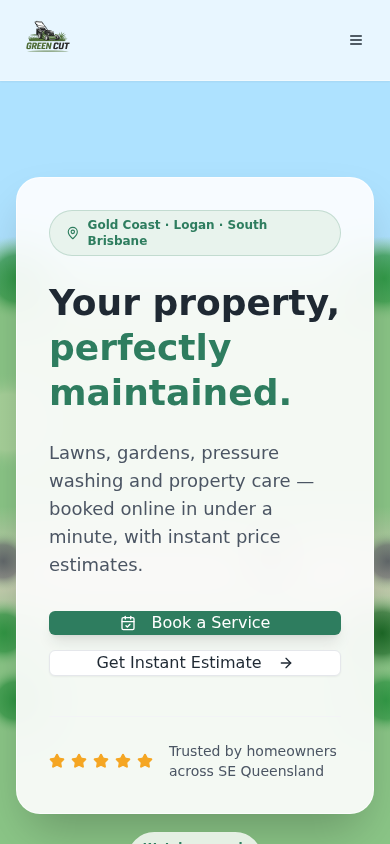 GREEN CUT
Gold Coast · Logan · South
Brisbane
Your property,
perfectly
maintained.
Lawns, gardens, pressure
washing and property care —
booked online in under a
minute, with instant price
estimates.
Book a Service
Get Instant Estimate
Trusted by homeowners
across SE Queensland